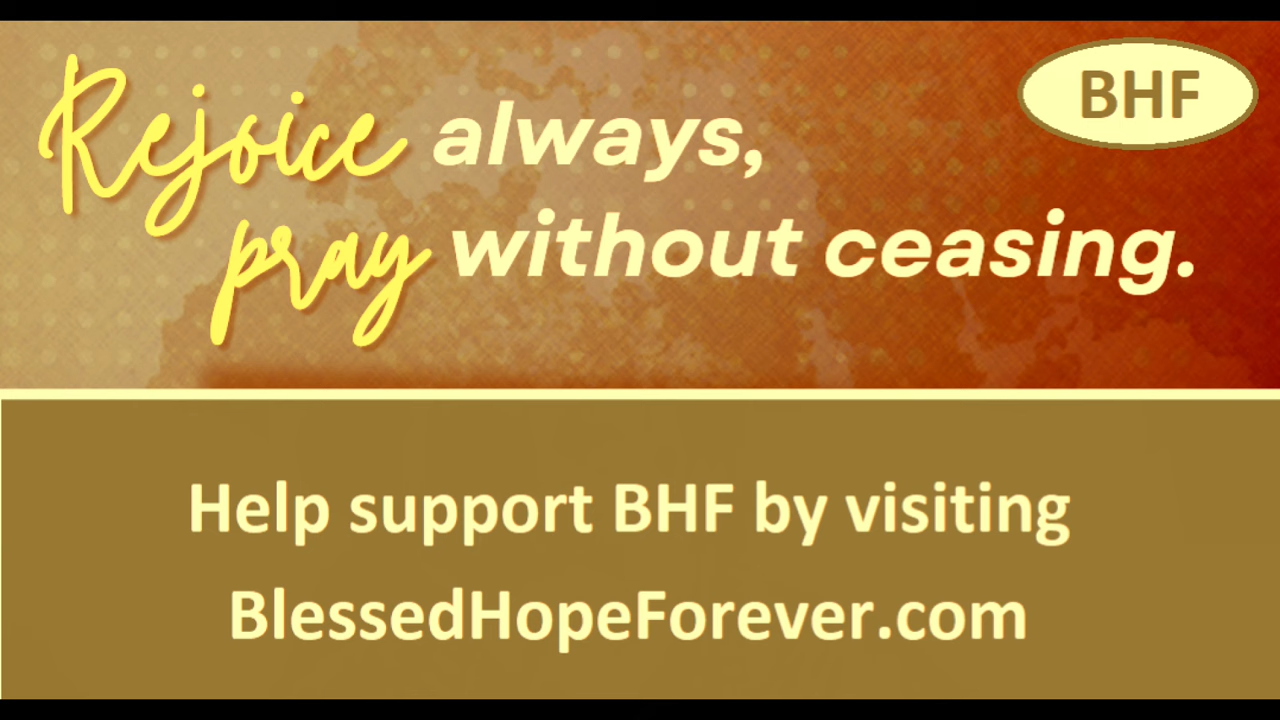 BHF
Rejoice always,
pray without ceasing.
Help support BHF by visiting
BlessedHopeForever.com